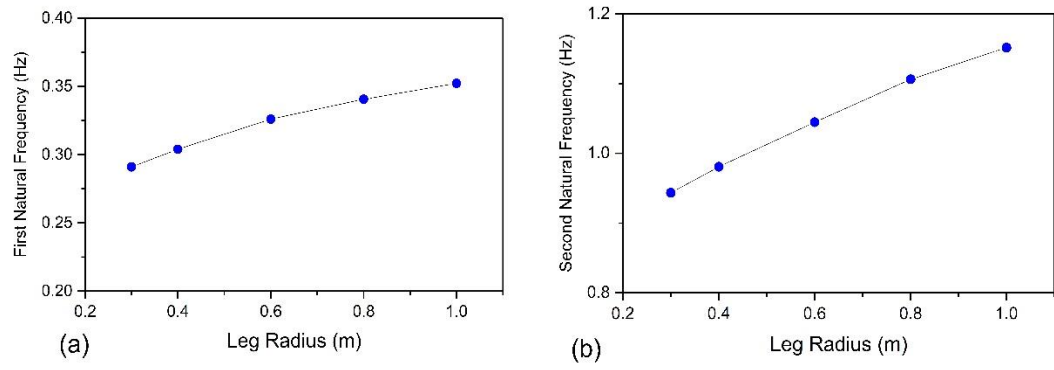 First Natural Frequency (Hz)
0.40
0.35
0.30
0.25
0.20
0.2 0.4 0.6 0.8 1.0
Leg Radius (m)
(a)
Second Natural Frequency (Hz)
1.2
1.0
0.8
0.2 0.4 0.6 0.8 1.0
Leg Radius (m)
(b)